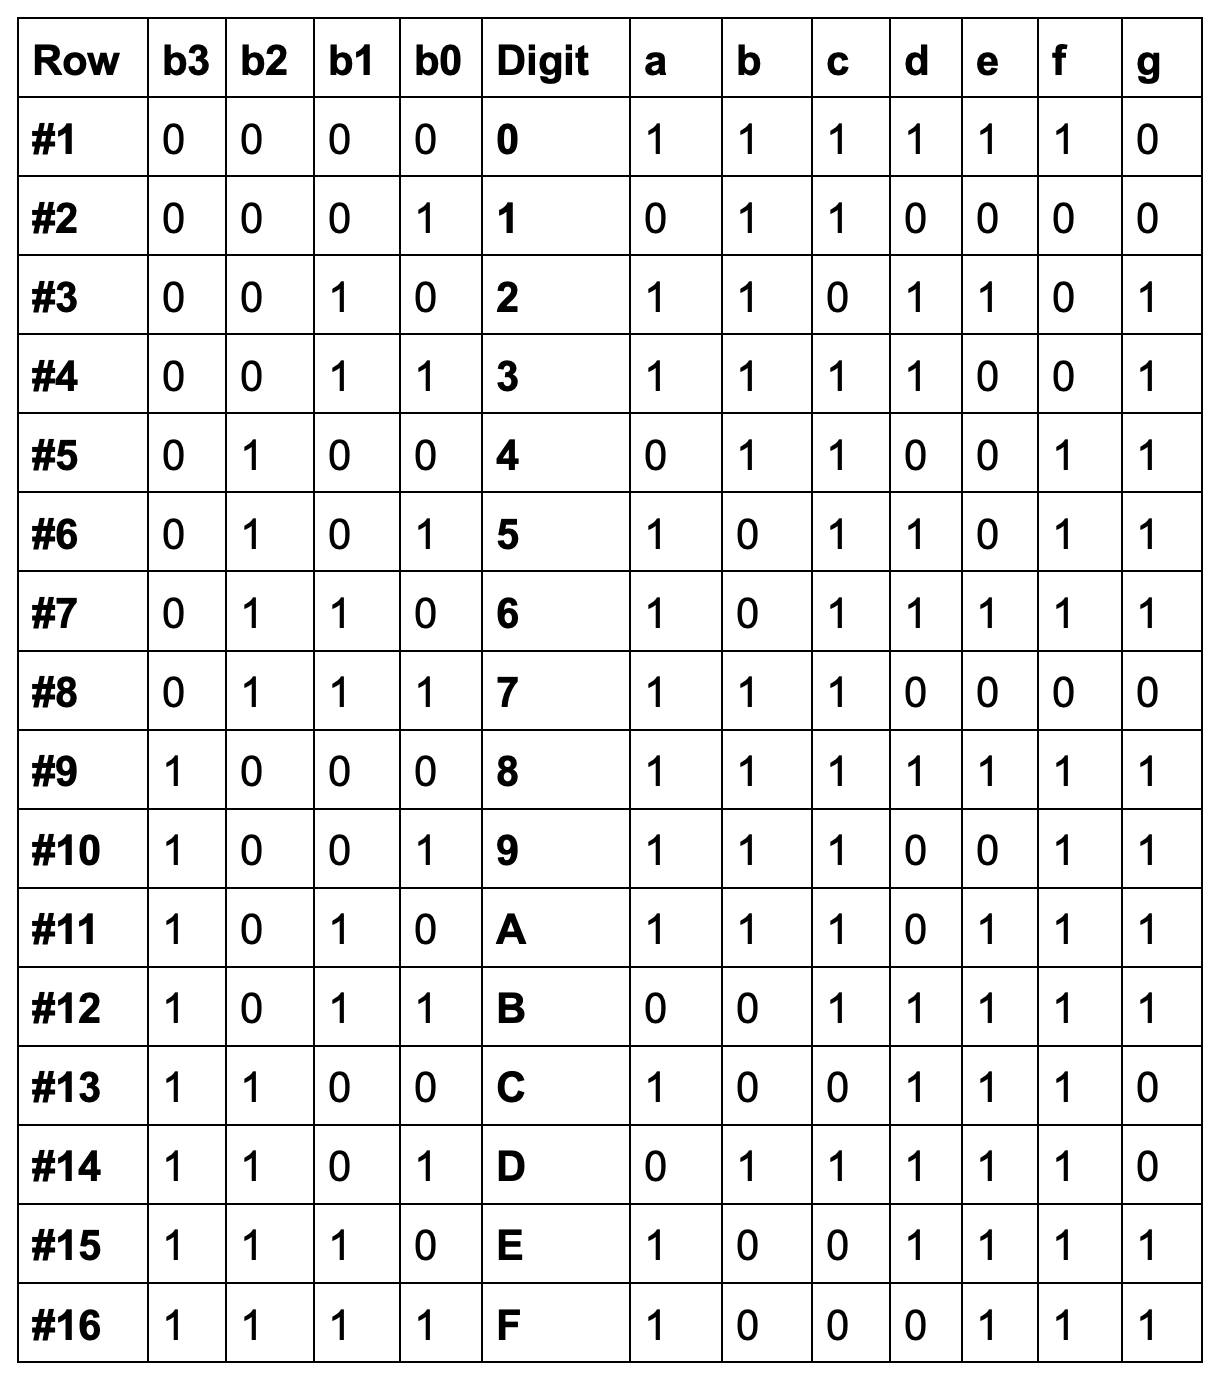 Row b3 b2 b1 b0 Digit a b c d e f g
#1 0 0 0 0 0 1 1 1 1 1 1 0
#2 0 0 0 1 1 0 1 1 0 0 0 0
#3 0 0 1 0 2 1 1 0 1 1 0 1
#4 0 0 1 1 3 1 1 1 1 0 0 1
#5 0 1 0 0 4 0 1 1 0 0 1 1
#6 0 1 0 1 5 1 0 1 1 0 1 1
#7 0 1 1 0 6 1 0 1 1 1 1 1
#8 0 1 1 1 7 1 1 1 0 0 0 0
#9 1 0 0 0 8 1 1 1 1 1 1 1
#10 1 0 0 1 9 1 1 1 0 0 1 1
#11 1 0 1 0 A 1 1 1 0 1 1 1
#12 1 0 1 1 B 0 0 1 1 1 1 1
#13 1 1 0 0 C 1 0 0 1 1 1 0
#14 1 1 0 1 D 0 1 1 1 1 1 0
#15 1 1 1 0 E 1 0 0 1 1 1 1
#16 1 1 1 1 F 1 0 0 0 1 1 1